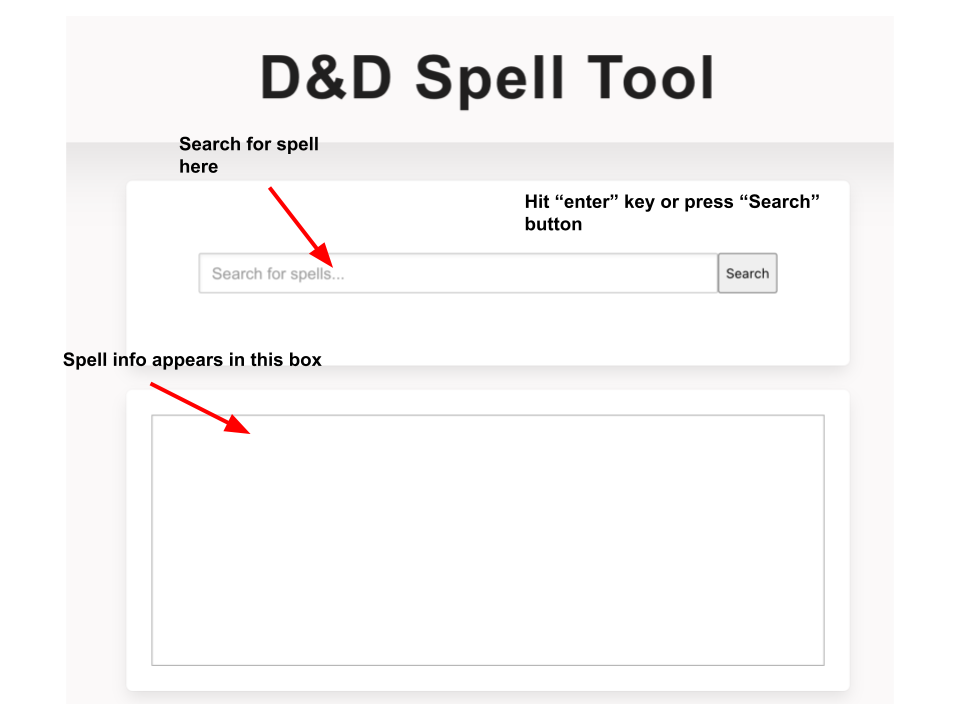 D&D Spell Tool
Search for spell
here
Hit “enter” key or press “Search”
button
Search for spells...
Search
Spell info appears in this box